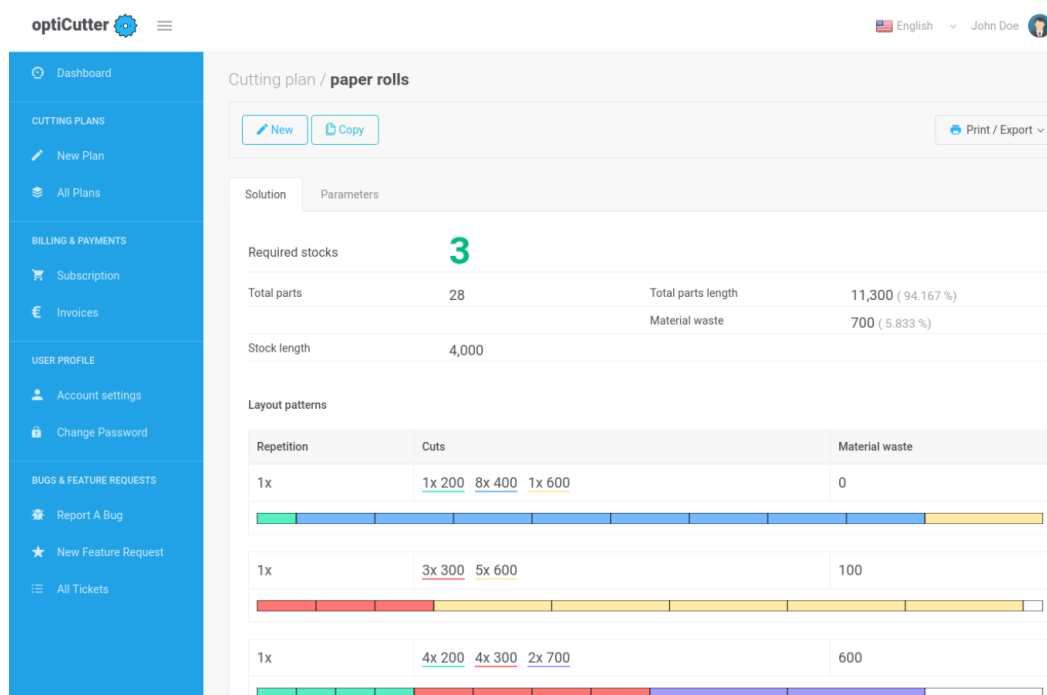 optiCutter
English
John Doe
Dashboard
CUTTING PLANS
New Plan
All Plans
BILLING & PAYMENTS
Subscription
Invoices
USER PROFILE
Account settings
Change Password
BUGS & FEATURE REQUESTS
Report A Bug
New Feature Request
All Tickets
Cutting plan / paper rolls
New Copy Print / Export
Solution Parameters
Required stocks 3
Total parts 28 Total parts length 11,300 ( 94.167 %)
Material waste 700 ( 5.833 %)
Stock length 4,000
Layout patterns
Repetition Cuts Material waste
1x 1x 200 8x 400 1x 600 0
1x 3x 300 5x 600 100
1x 4x 200 4x 300 2x 700 600